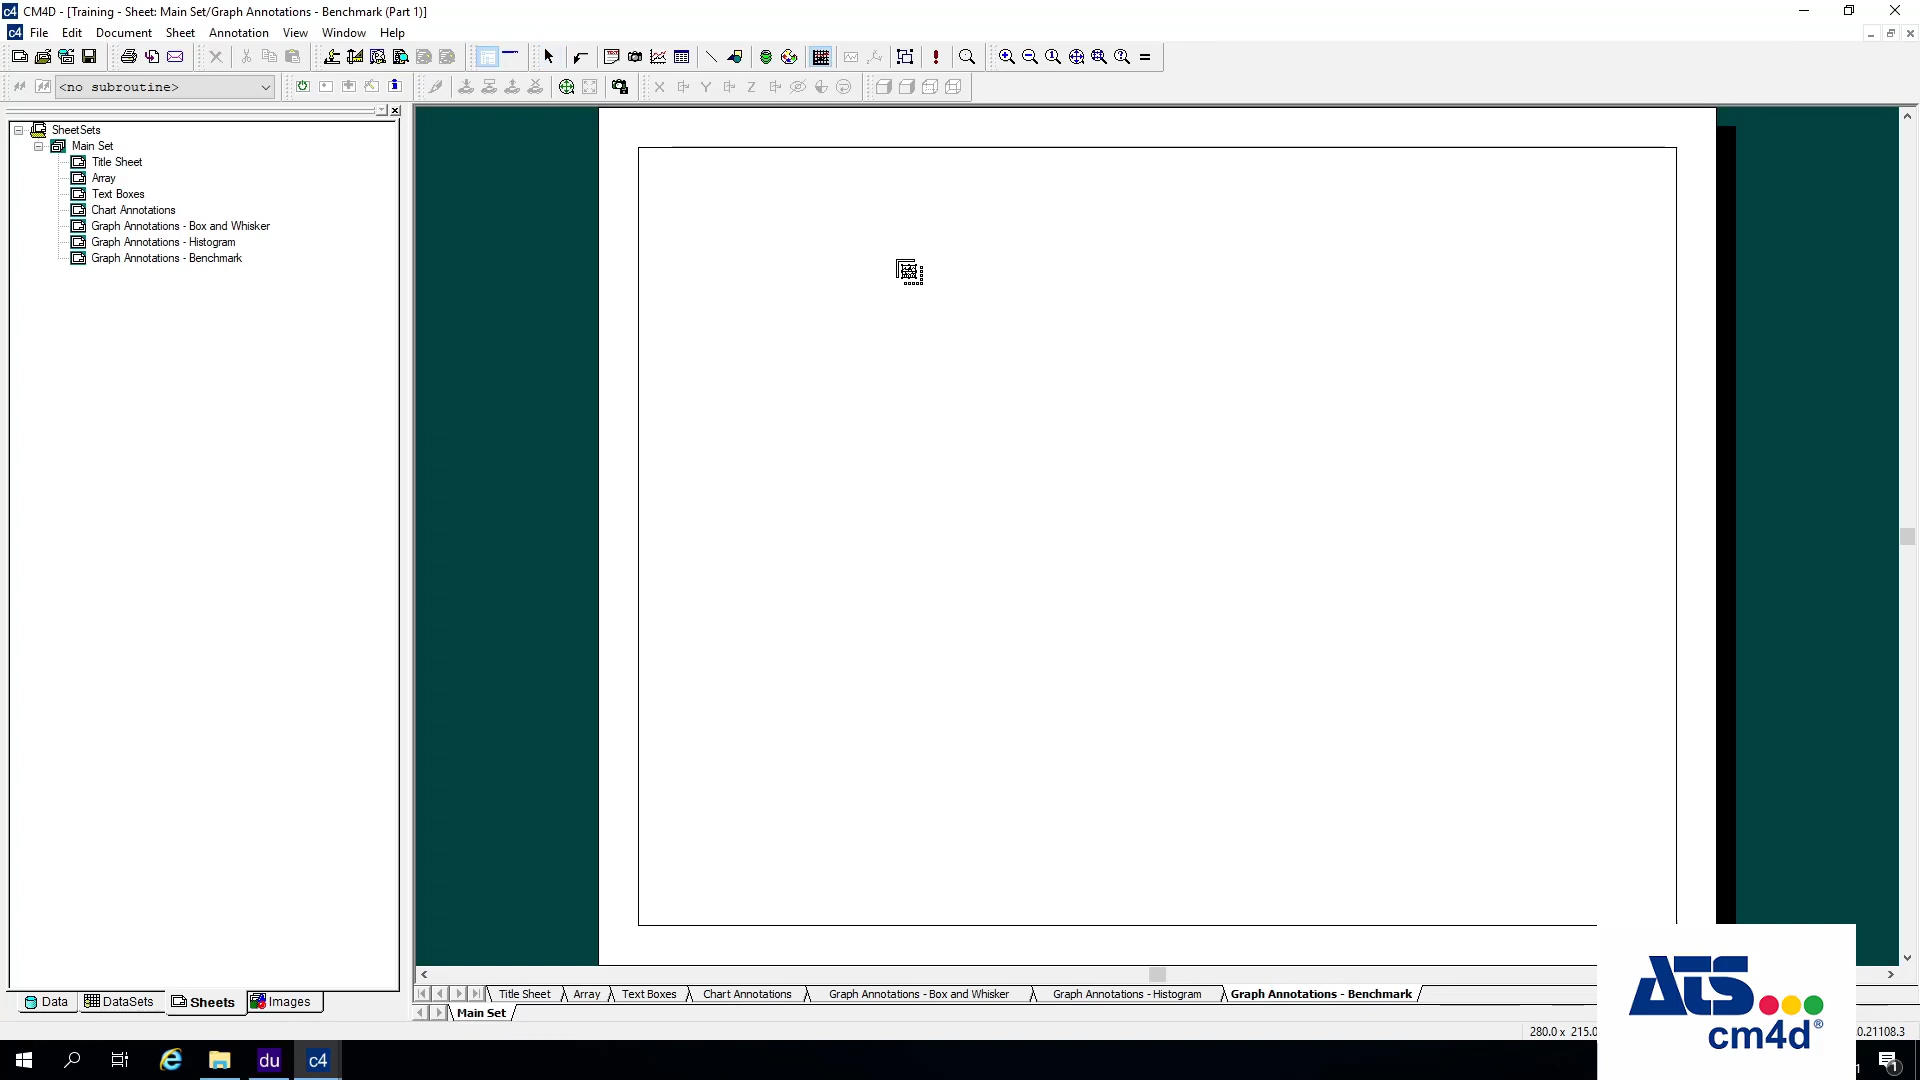 CM4D - [Training - Sheet: Main Set/Graph Annotations - Benchmark (Part 1)]
File Edit Document Sheet Annotation View Window Help
<no subroutine>
X Y Z
SheetSets
Main Set
Title Sheet
Array
Text Boxes
Chart Annotations
Graph Annotations - Box and Whisker
Graph Annotations - Histogram
Graph Annotations - Benchmark
Data DataSets Sheets Images
Title Sheet Array Text Boxes Chart Annotations Graph Annotations - Box and Whisker Graph Annotations - Histogram Graph Annotations - Benchmark
Main Set
280.0 x 215.0
0.21108.3
ATS
cm4d®
du
c4
1